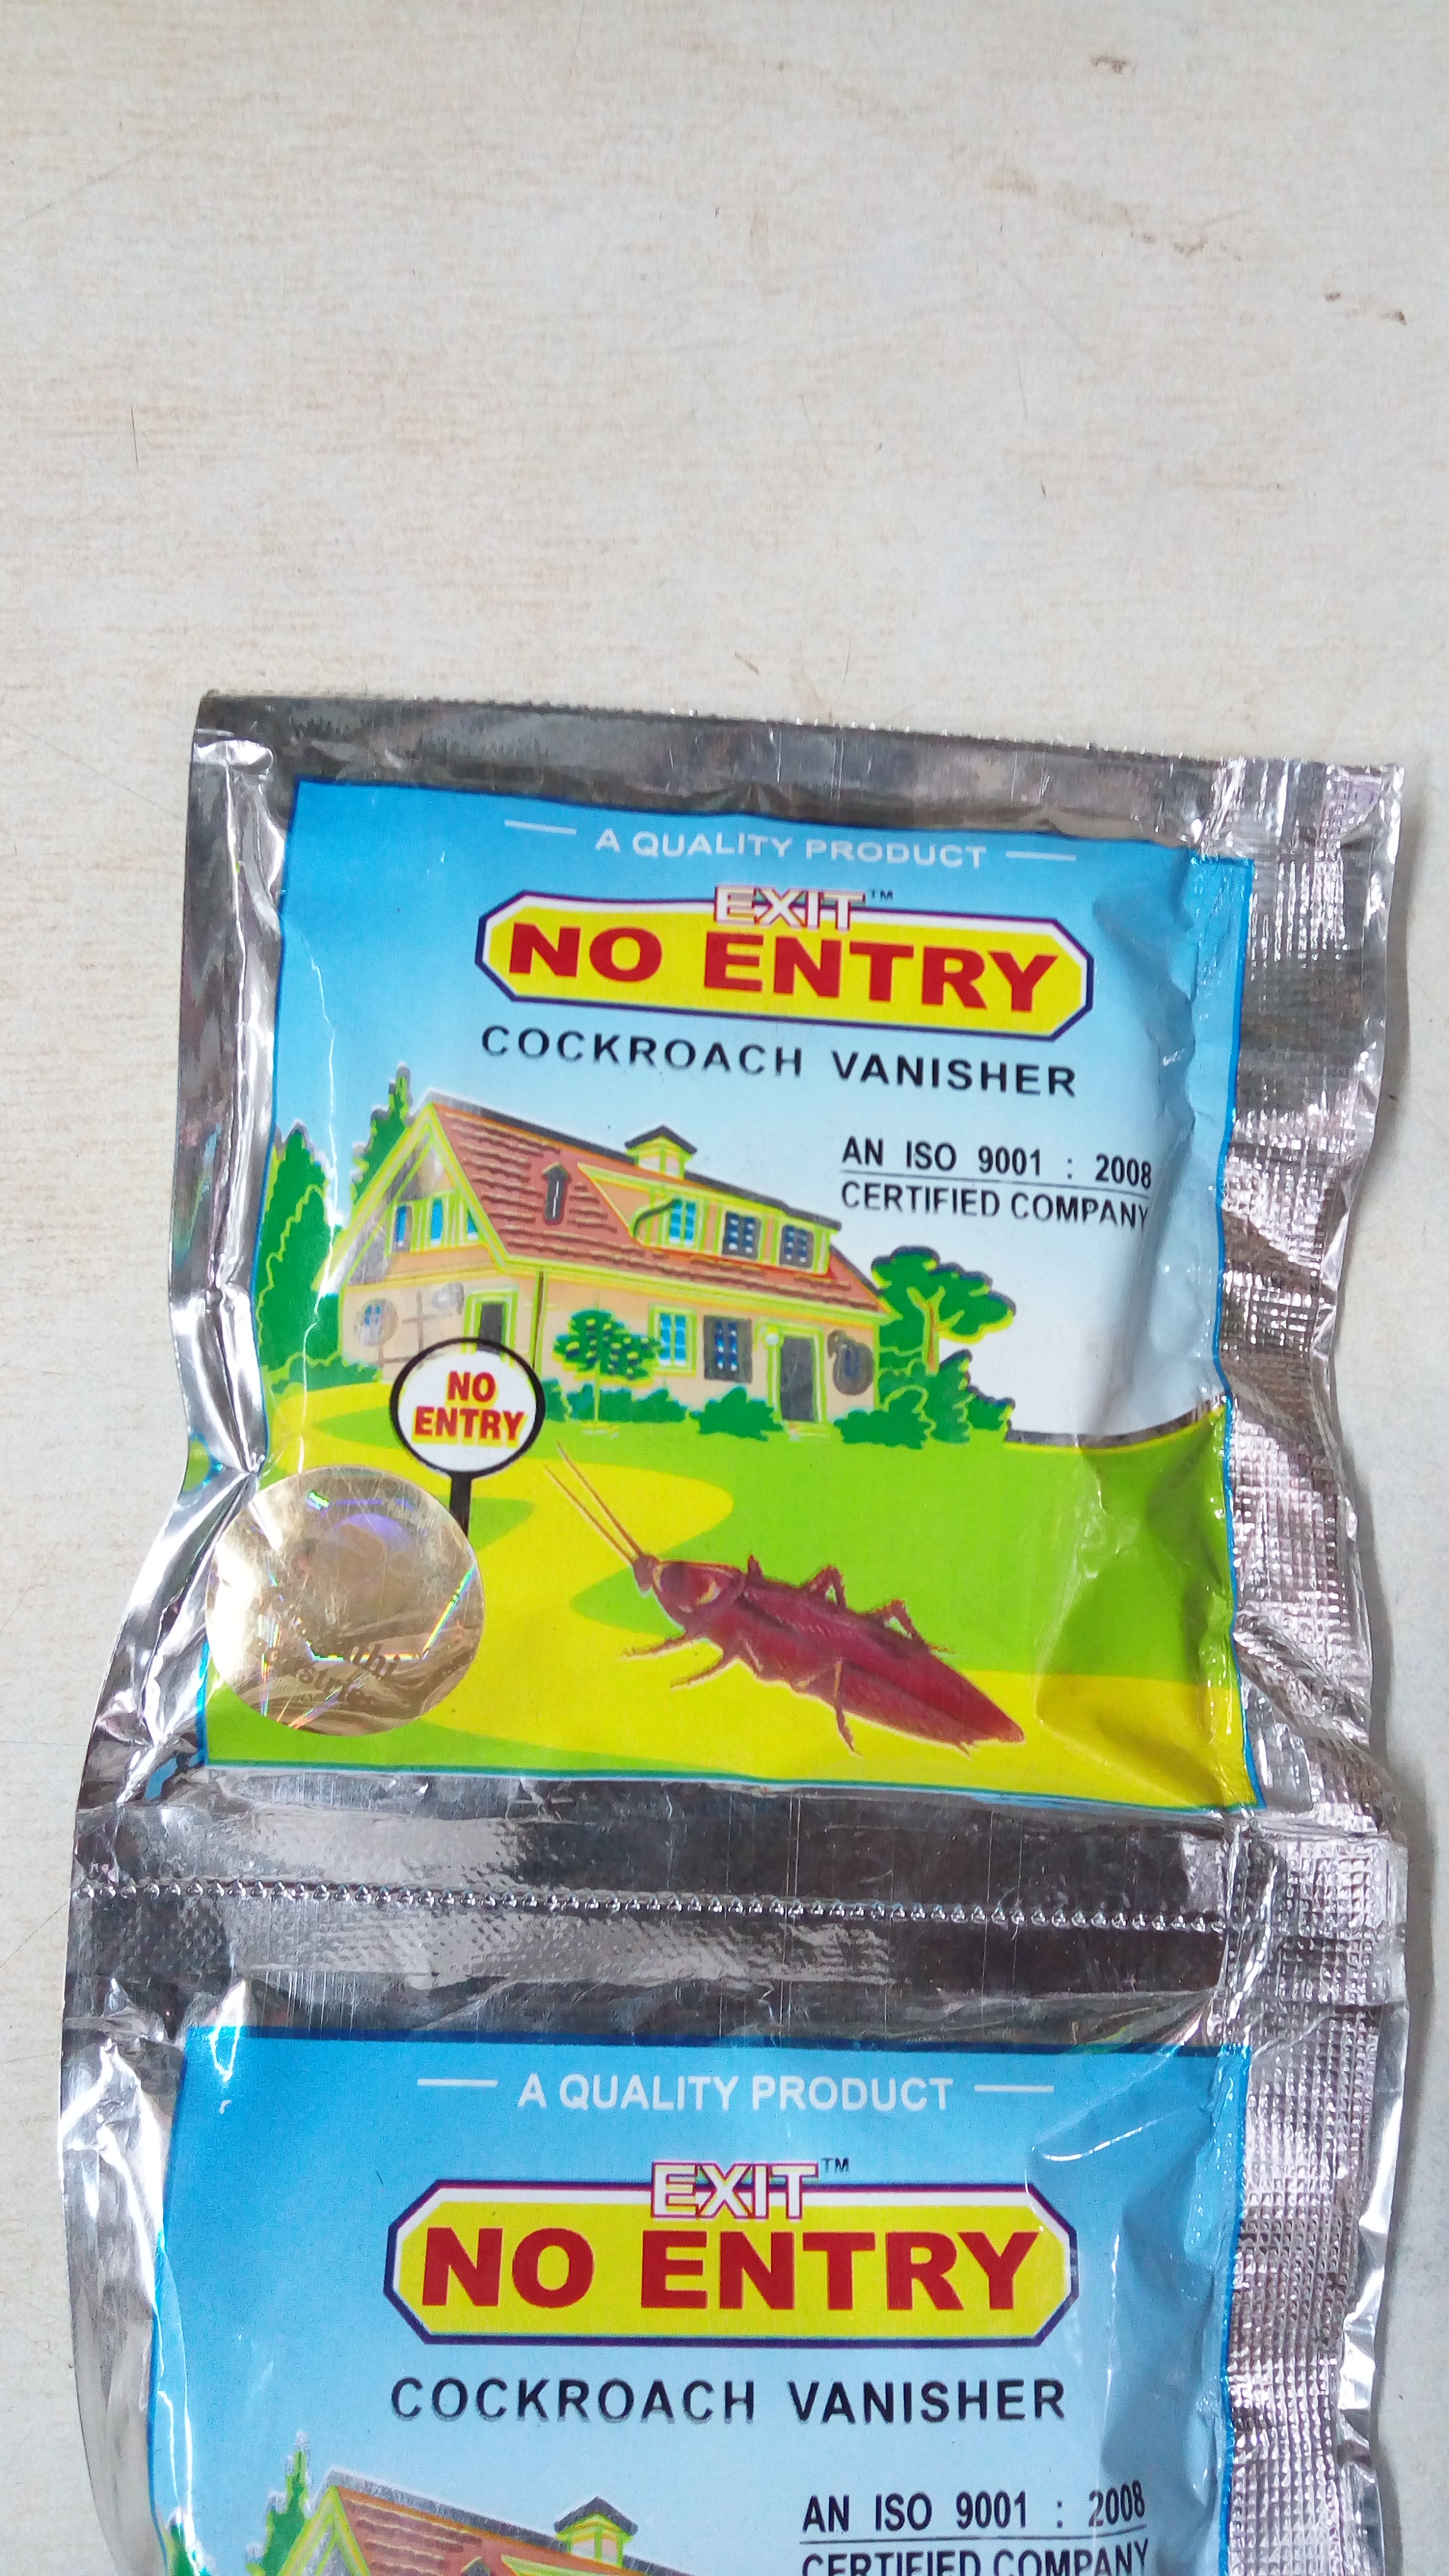 A QUALITY PRODUCT
EXIT™
NO ENTRY
COCKROACH VANISHER
AN ISO 9001 : 2008
CERTIFIED COMPANY
NO
ENTRY
A QUALITY PRODUCT
EXIT™
NO ENTRY
COCKROACH VANISHER
AN ISO 9001 : 2008
CERTIFIED COMPANY